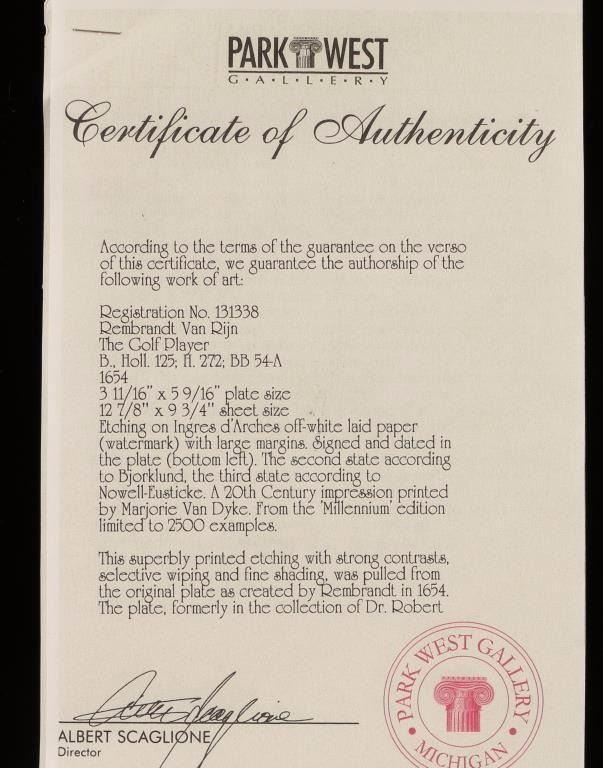 PARK WEST
G·A·L·L·E·R·Y
Certificate of Authenticity
According to the terms of the guarantee on the verso
of this certificate, we guarantee the authorship of the
following work of art:
Registration No. 131338
Rembrandt Van Rijn
The Golf Player
B., Holl. 125; H. 272; BB 54-A
1654
3 11/16" x 5 9/16" plate size
12 7/8" x 9 3/4" sheet size
Etching on Ingres d'Arches off-white laid paper
(watermark) with large margins. Signed and dated in
the plate (bottom left). The second state according
to Bjorklund, the third state according to
Nowell-Eusticke. A 20th Century impression printed
by Marjorie Van Dyke. From the 'Millennium' edition
limited to 2500 examples.
This superbly printed etching with strong contrasts,
selective wiping and fine shading, was pulled from
the original plate as created by Rembrandt in 1654.
The plate, formerly in the collection of Dr. Robert
ALBERT SCAGLIONE
Director
PARK WEST GALLERY
• MICHIGAN •